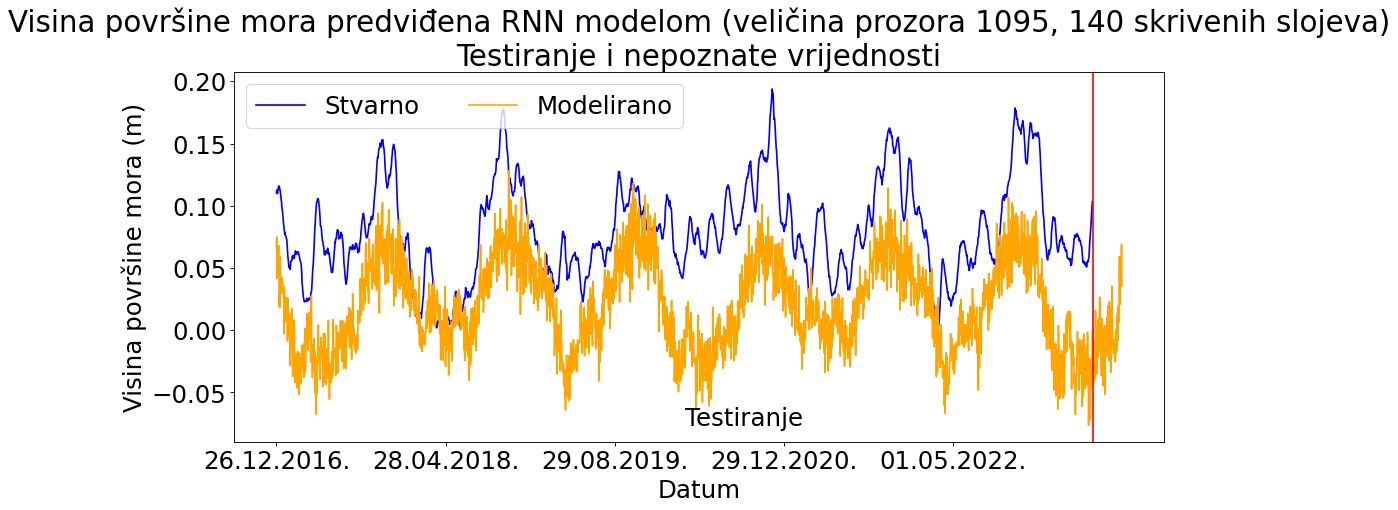 Visina površine mora predviđena RNN modelom (veličina prozora 1095, 140 skrivenih slojeva)
Testiranje i nepoznate vrijednosti
Stvarno
Modelirano
Visina površine mora (m)
0.20
0.15
0.10
0.05
0.00
−0.05
Testiranje
26.12.2016.
28.04.2018.
29.08.2019.
29.12.2020.
01.05.2022.
Datum